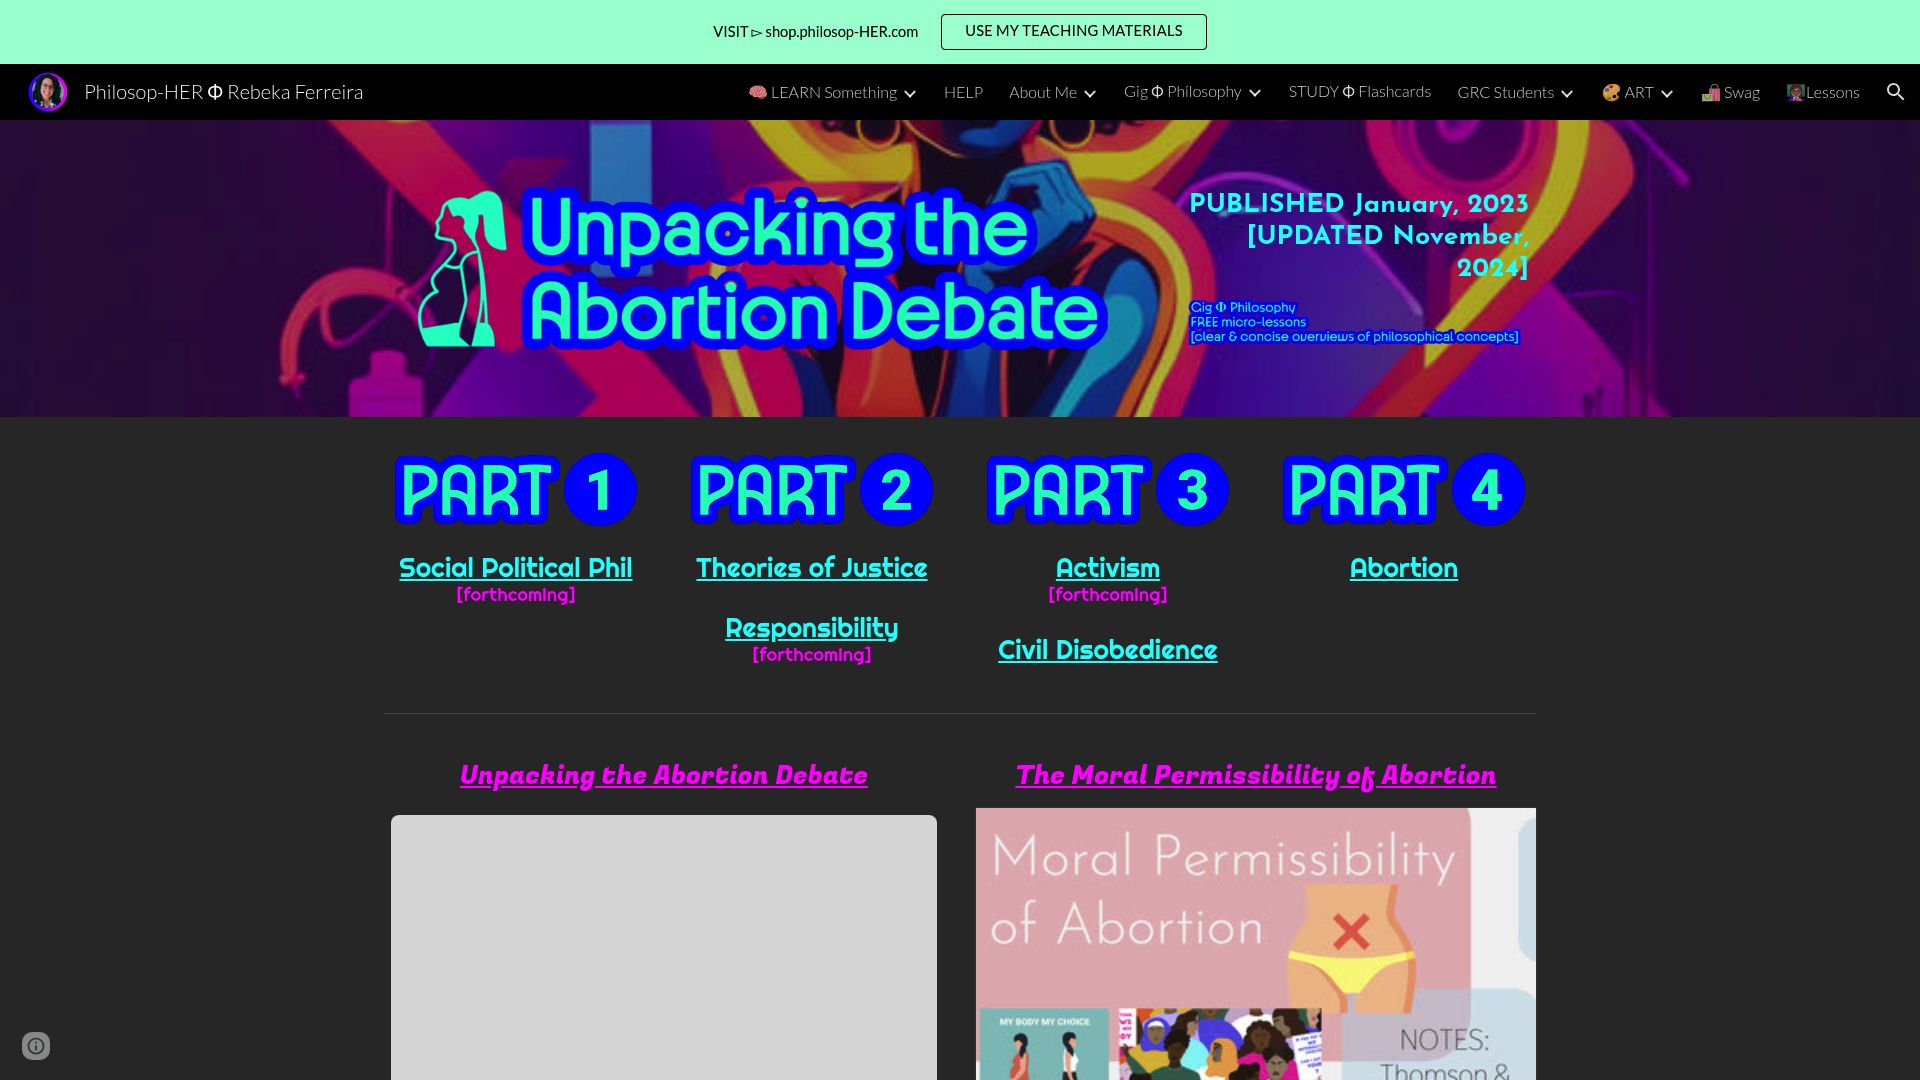 VISIT ▻ shop.philosop-HER.com
USE MY TEACHING MATERIALS
Philosop-HER Φ Rebeka Ferreira
🧠 LEARN Something
HELP
About Me
Gig Φ Philosophy
STUDY Φ Flashcards
GRC Students
🎨 ART
🛍️ Swag
👩🏾‍🏫Lessons
Unpacking the
Abortion Debate
PUBLISHED January, 2023
[UPDATED November,
2024]
Gig Φ Philosophy
FREE micro-lessons
[clear & concise overviews of philosophical concepts]
PART 1
PART 2
PART 3
PART 4
Social Political Phil
[forthcoming]
Theories of Justice
Responsibility
[forthcoming]
Activism
[forthcoming]
Civil Disobedience
Abortion
Unpacking the Abortion Debate
The Moral Permissibility of Abortion
Moral Permissibility
of Abortion
MY BODY MY CHOICE
NOTES:
Thomson &